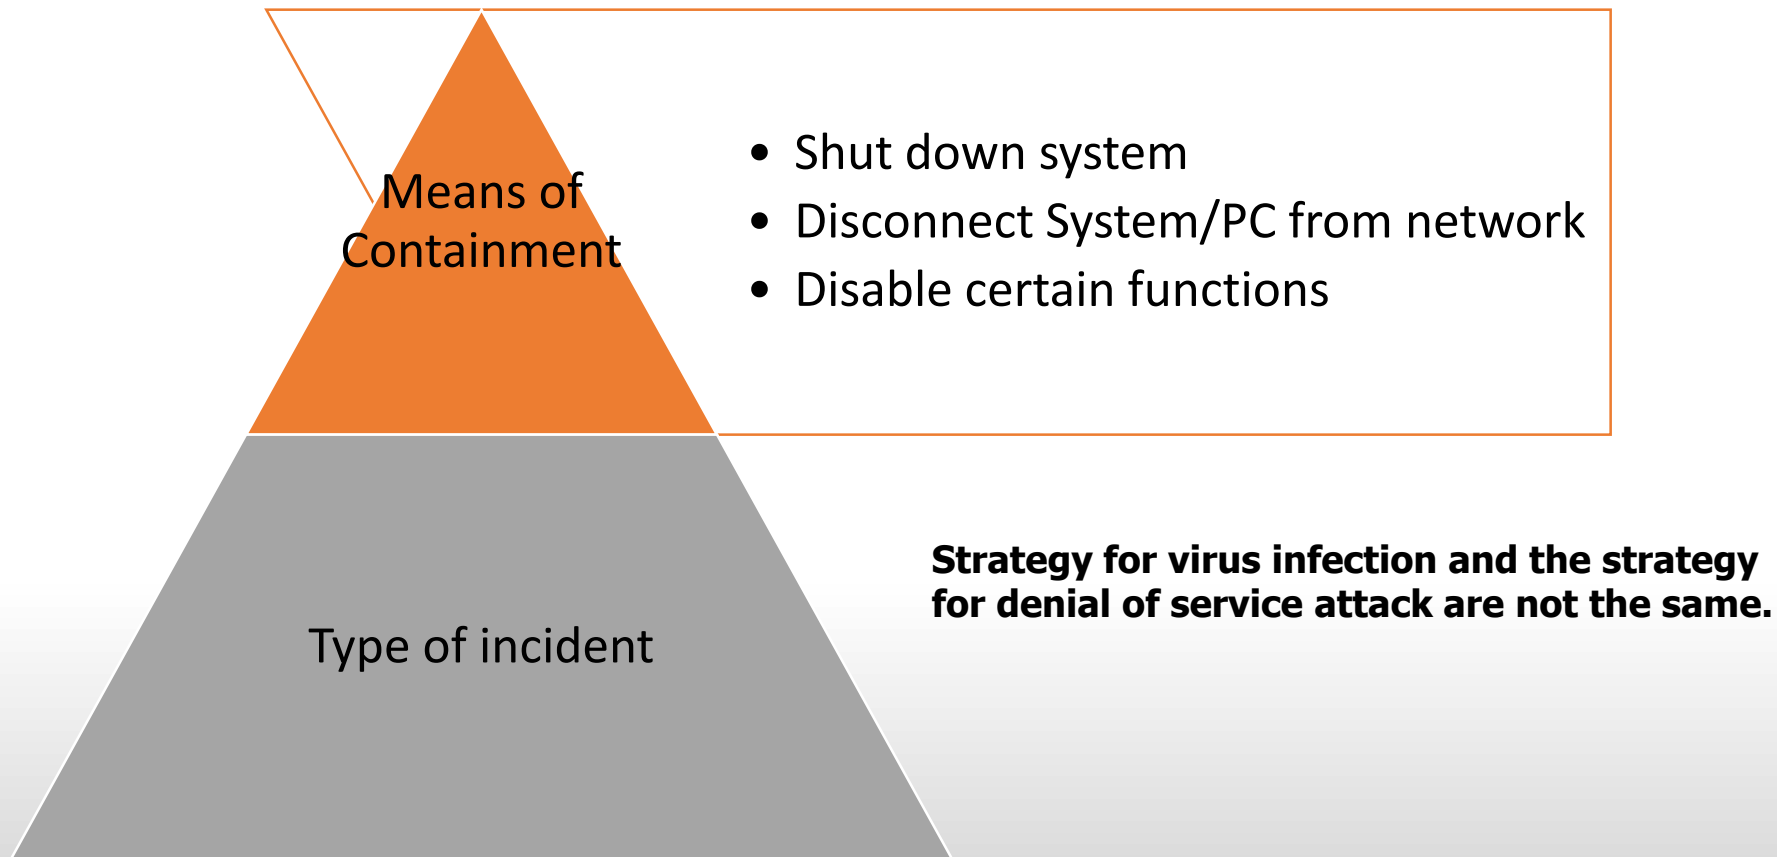 Means of
Containment
• Shut down system
• Disconnect System/PC from network
• Disable certain functions
Type of incident
Strategy for virus infection and the strategy
for denial of service attack are not the same.